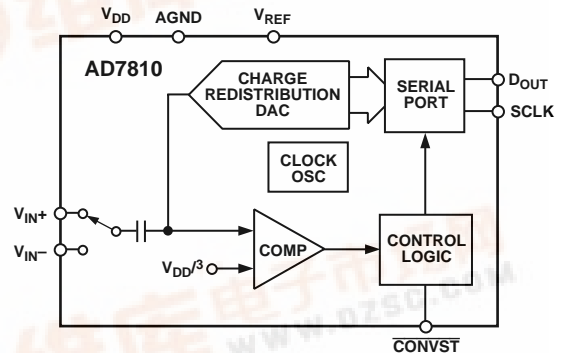 VDD
AGND
VREF
AD7810
CHARGE
REDISTRIBUTION
DAC
SERIAL
PORT
DOUT
SCLK
CLOCK
OSC
VIN+
VIN–
COMP
VDD/3
CONTROL
LOGIC
CONVST
WWW.DZSC.COM